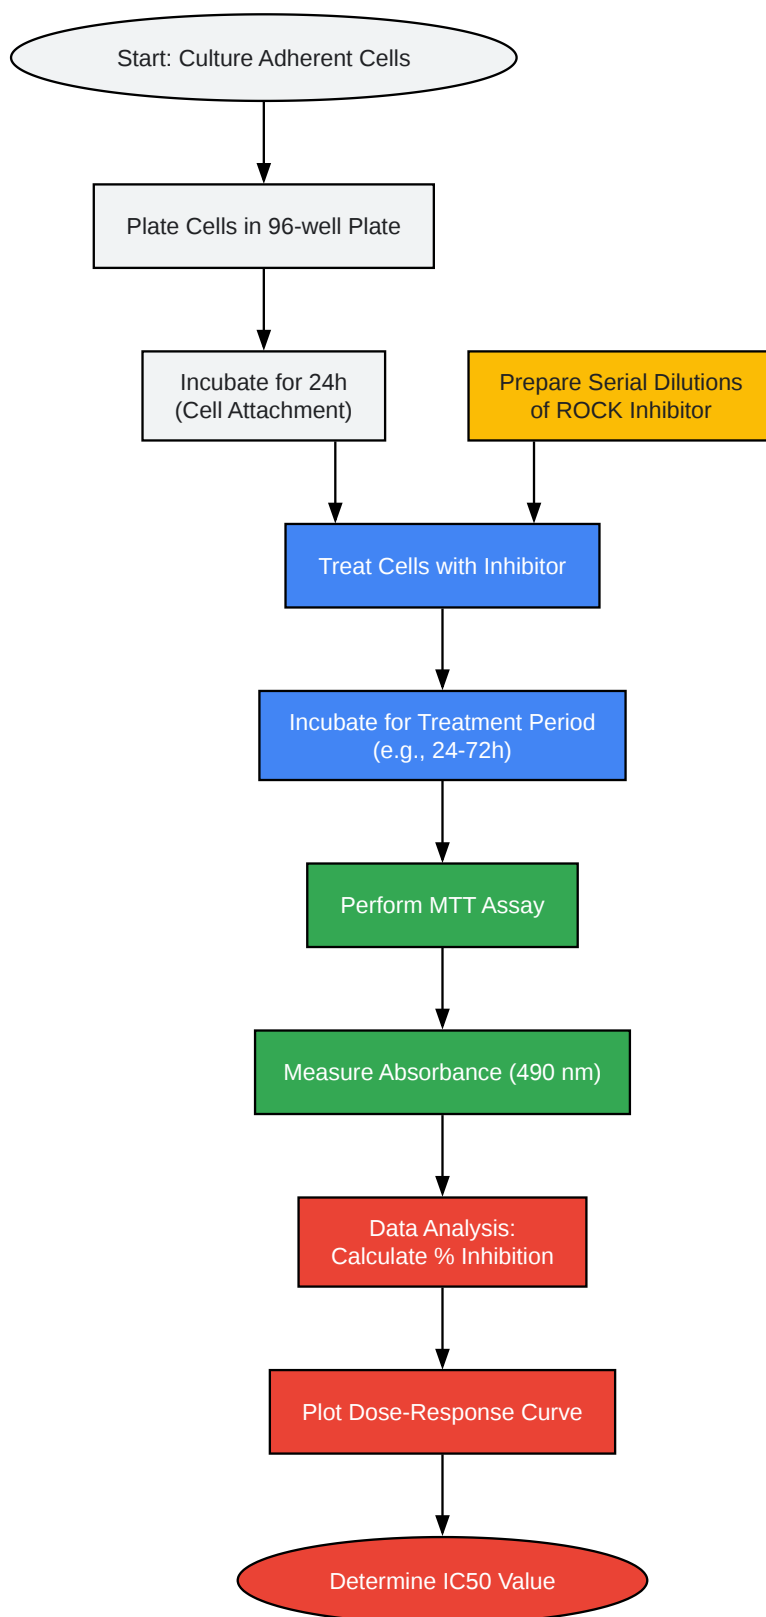 Start: Culture Adherent Cells
Plate Cells in 96-well Plate
Incubate for 24h
(Cell Attachment)
Prepare Serial Dilutions
of ROCK Inhibitor
Treat Cells with Inhibitor
Incubate for Treatment Period
(e.g., 24-72h)
Perform MTT Assay
Measure Absorbance (490 nm)
Data Analysis:
Calculate % Inhibition
Plot Dose-Response Curve
Determine IC50 Value